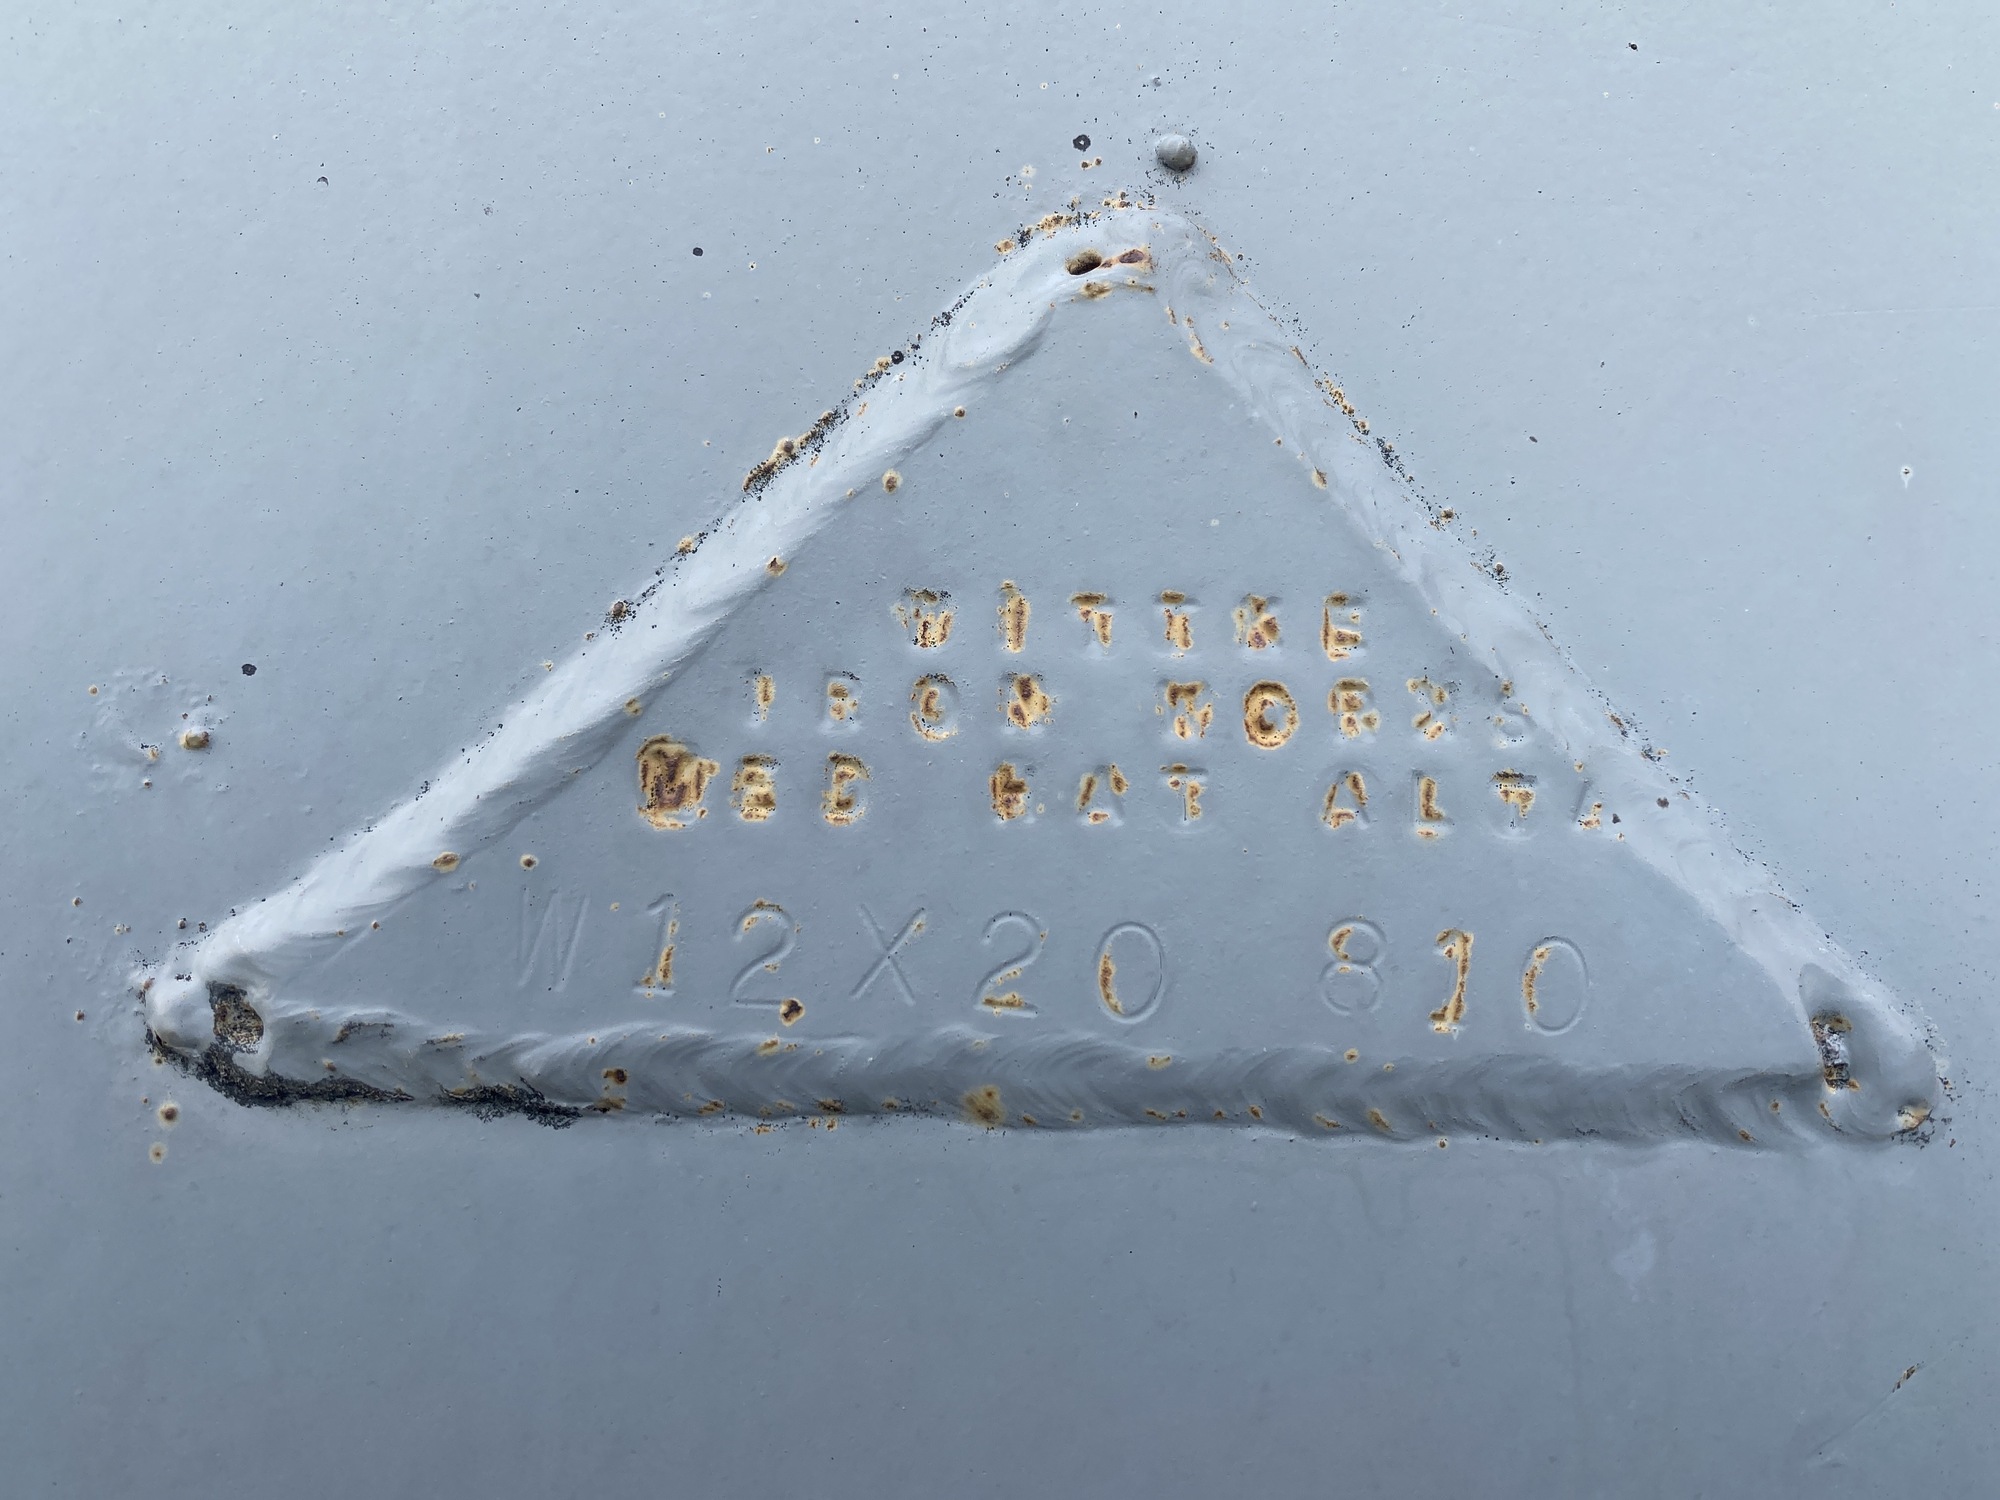 WITTKE
IRON WORKS
MED HAT ALTA
W12X20 810